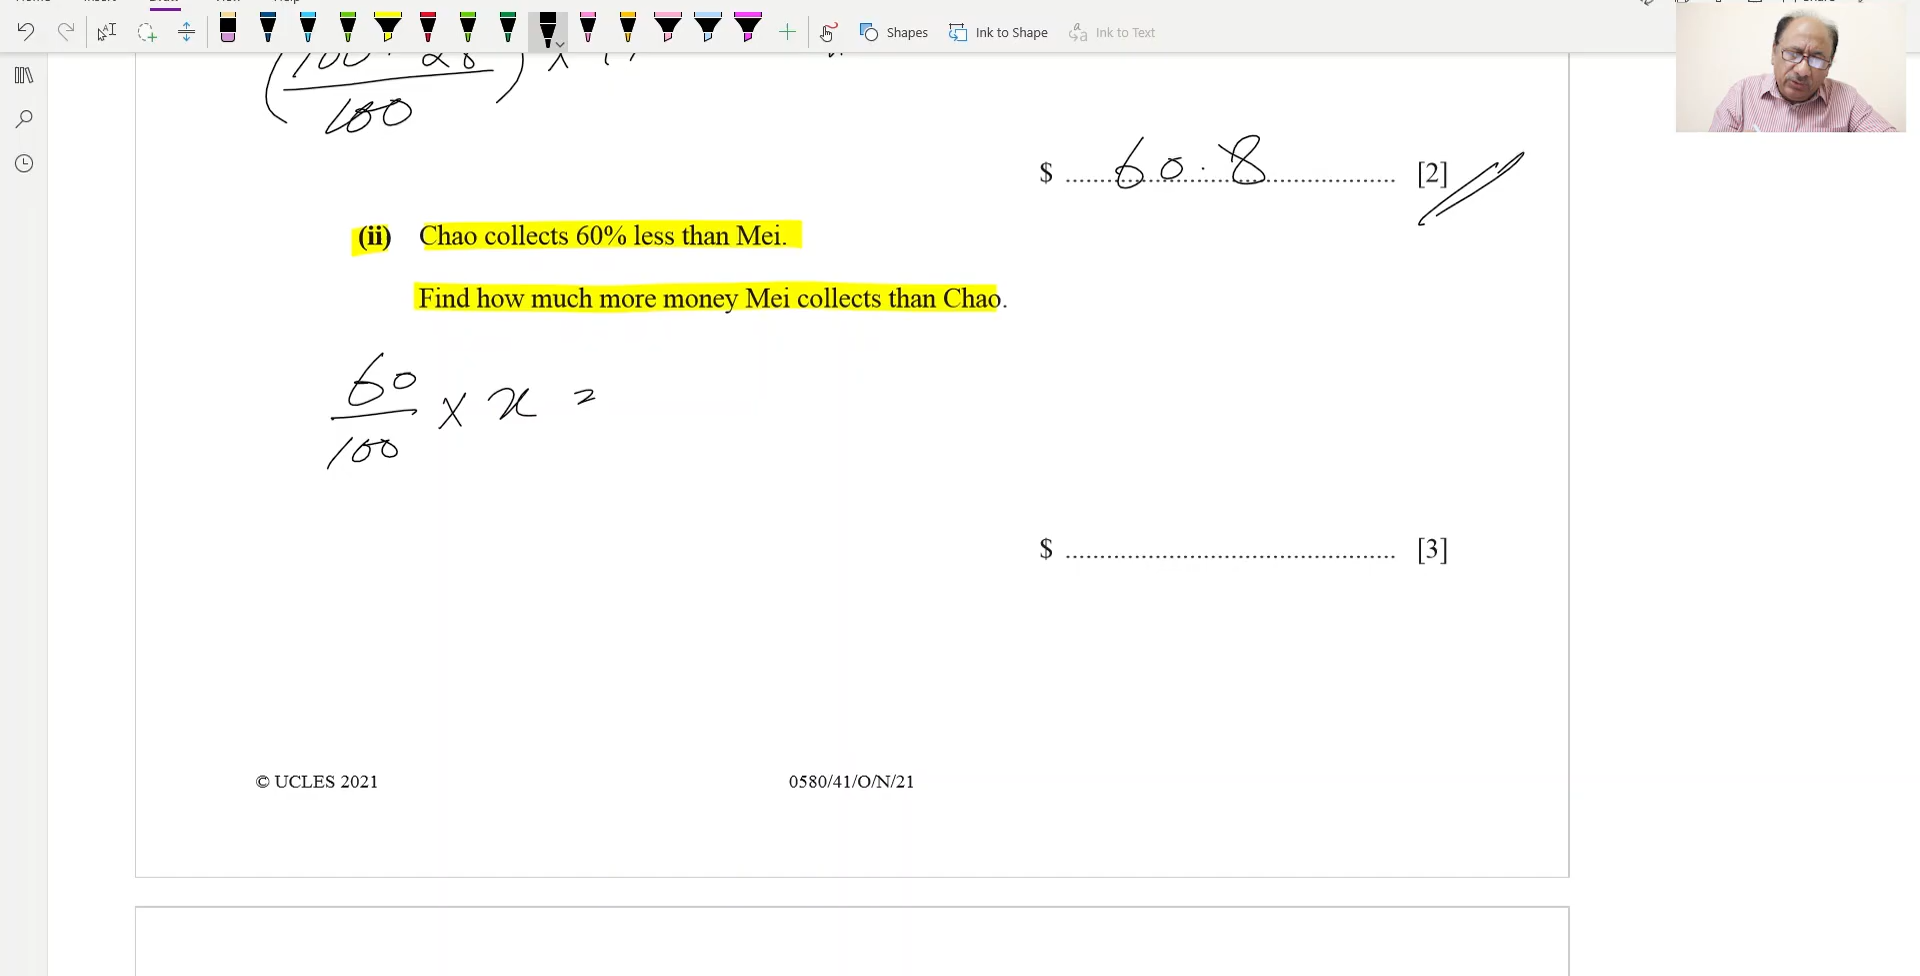 Shapes Ink to Shape Ink to Text
100
$ 60.8 [2]
(ii) Chao collects 60% less than Mei.
Find how much more money Mei collects than Chao.
60
100
× x =
$ [3]
© UCLES 2021 0580/41/O/N/21